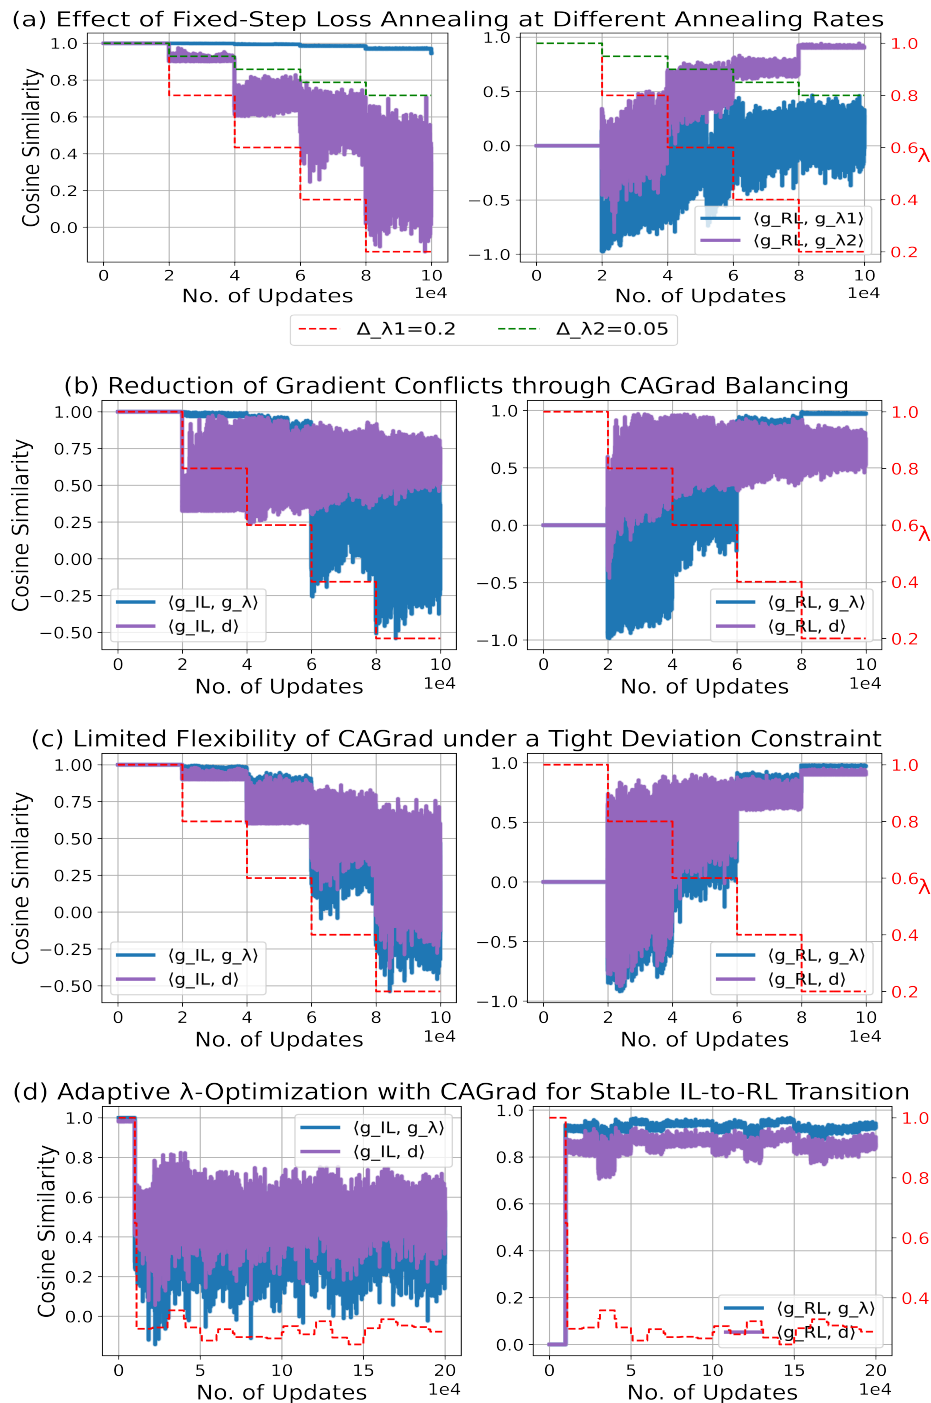 (a) Effect of Fixed-Step Loss Annealing at Different Annealing Rates
Cosine Similarity
1.0
0.8
0.6
0.4
0.2
0.0
0 2 4 6 8 10
1e4
No. of Updates
1.0
0.5
0.0
−0.5
−1.0
⟨g_RL, g_λ1⟩
⟨g_RL, g_λ2⟩
0 2 4 6 8 10
1e4
No. of Updates
1.0
0.8
0.6
0.4
0.2
λ
Δ_λ1=0.2 Δ_λ2=0.05
(b) Reduction of Gradient Conflicts through CAGrad Balancing
Cosine Similarity
1.00
0.75
0.50
0.25
0.00
−0.25
−0.50
⟨g_IL, g_λ⟩
⟨g_IL, d⟩
0 2 4 6 8 10
1e4
No. of Updates
1.0
0.5
0.0
−0.5
−1.0
⟨g_RL, g_λ⟩
⟨g_RL, d⟩
0 2 4 6 8 10
1e4
No. of Updates
1.0
0.8
0.6
0.4
0.2
λ
(c) Limited Flexibility of CAGrad under a Tight Deviation Constraint
Cosine Similarity
1.00
0.75
0.50
0.25
0.00
−0.25
−0.50
⟨g_IL, g_λ⟩
⟨g_IL, d⟩
0 2 4 6 8 10
1e4
No. of Updates
1.0
0.5
0.0
−0.5
−1.0
⟨g_RL, g_λ⟩
⟨g_RL, d⟩
0 2 4 6 8 10
1e4
No. of Updates
1.0
0.8
0.6
0.4
0.2
λ
(d) Adaptive λ-Optimization with CAGrad for Stable IL-to-RL Transition
Cosine Similarity
1.0
0.8
0.6
0.4
0.2
0.0
⟨g_IL, g_λ⟩
⟨g_IL, d⟩
0 5 10 15 20
1e4
No. of Updates
1.0
0.8
0.6
0.4
0.2
0.0
⟨g_RL, g_λ⟩
⟨g_RL, d⟩
0 5 10 15 20
1e4
No. of Updates
1.0
0.8
0.6
0.4